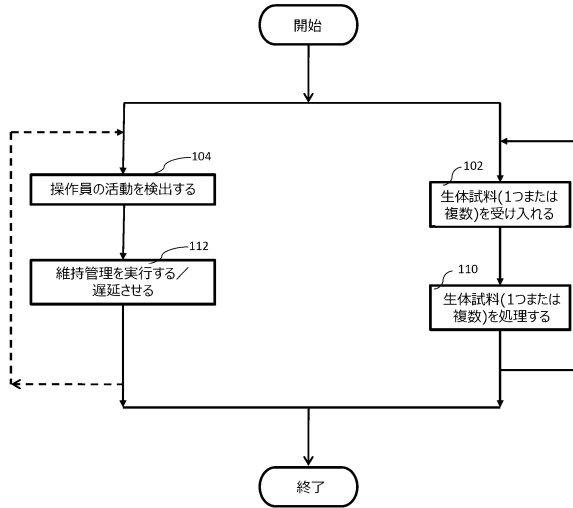 開始
104
操作員の活動を検出する
112
維持管理を実行する/
遅延させる
102
生体試料(1つまたは
複数)を受け入れる
110
生体試料(1つまたは
複数)を処理する
終了